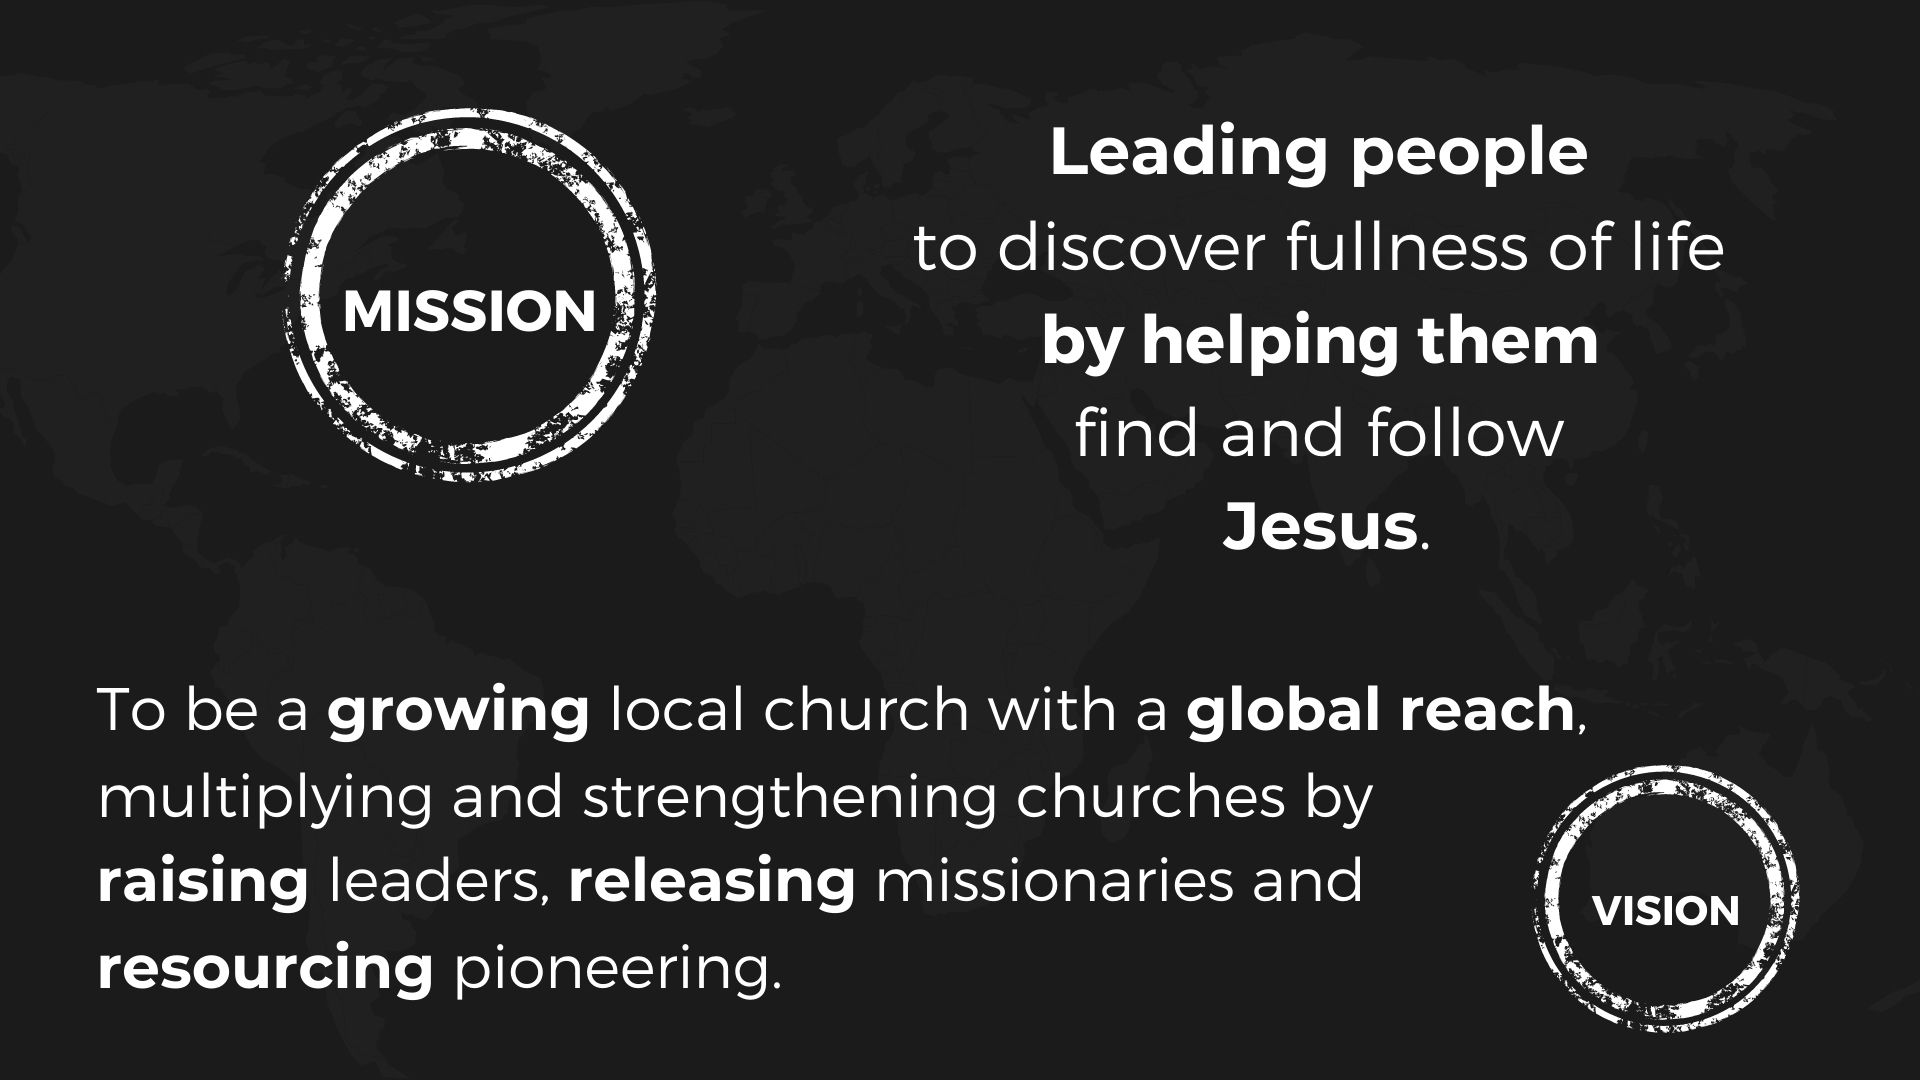 MISSION
Leading people
to discover fullness of life
by helping them
find and follow
Jesus.
To be a growing local church with a global reach,
multiplying and strengthening churches by
raising leaders, releasing missionaries and
resourcing pioneering.
VISION